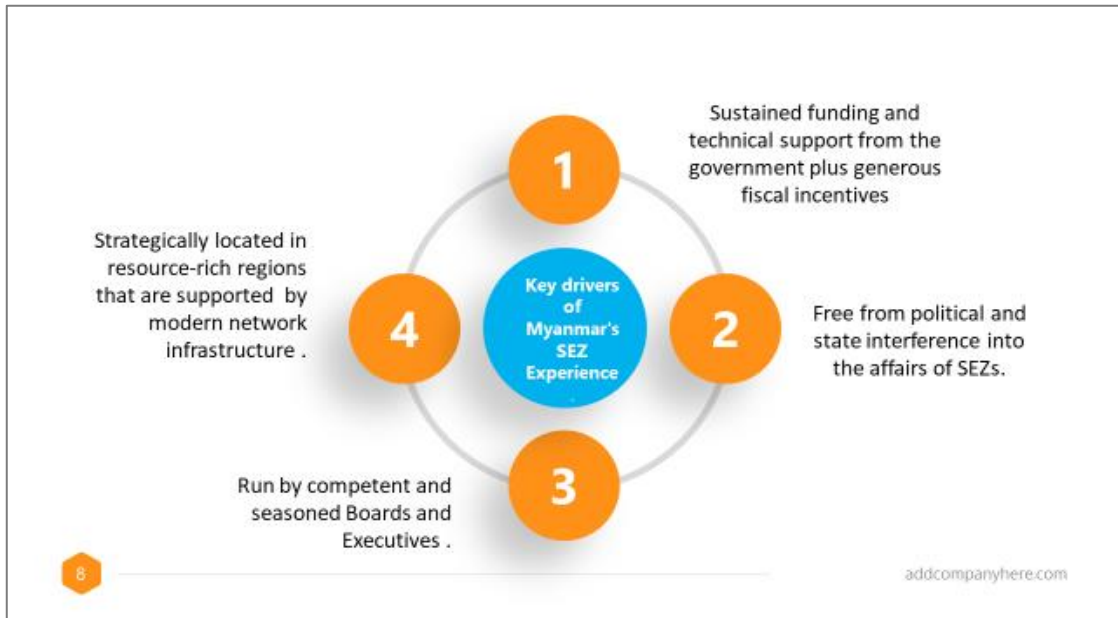 1
Sustained funding and
technical support from the
government plus generous
fiscal incentives
2
Free from political and
state interference into
the affairs of SEZs.
3
Run by competent and
seasoned Boards and
Executives .
4
Strategically located in
resource-rich regions
that are supported  by
modern network
infrastructure .
Key drivers
of
Myanmar's
SEZ
Experience
.
8
addcompanyhere.com